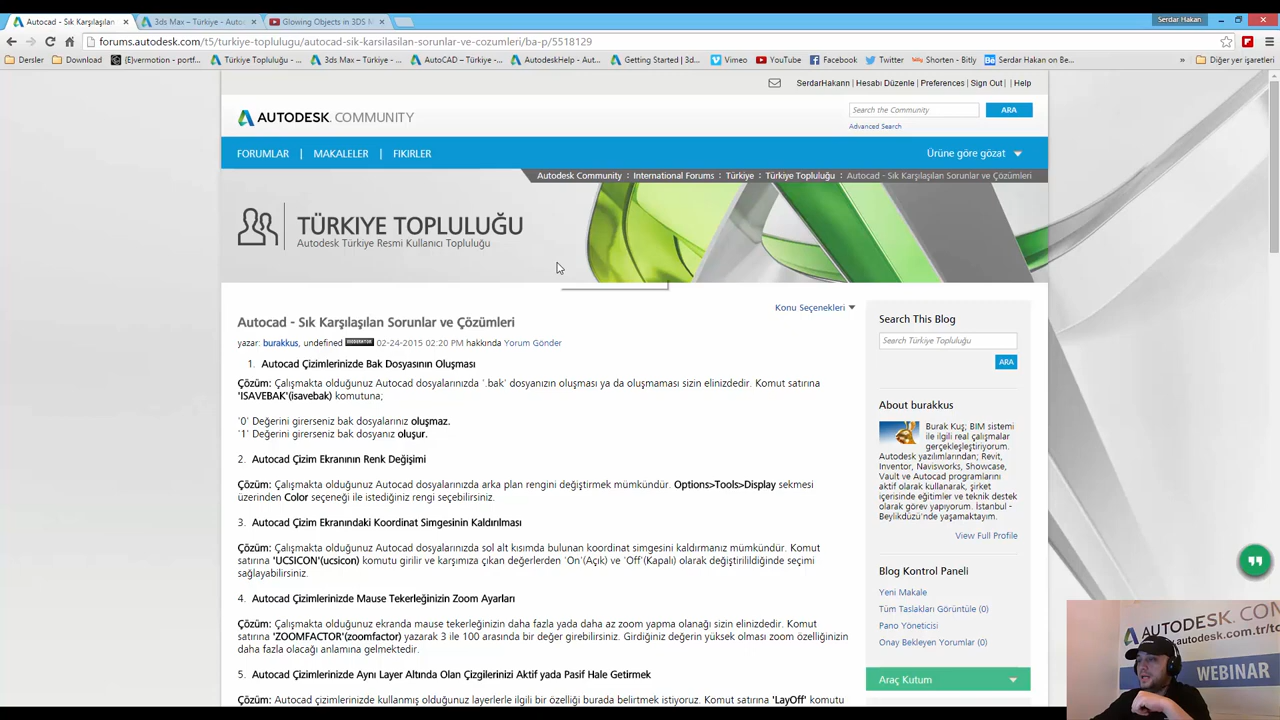 Autocad - Sık Karşılaşılan
3ds Max – Türkiye - Auto
Glowing Objects in 3DS M
Serdar Hakan
forums.autodesk.com/t5/turkiye-toplulugu/autocad-sik-karsilasilan-sorunlar-ve-cozumleri/ba-p/5518129
Dersler
Download
(E)vermotion - portf...
Türkiye Topluluğu - ...
3ds Max – Türkiye - ...
AutoCAD – Türkiye - ...
AutodeskHelp - Aut...
Getting Started | 3d...
Vimeo
YouTube
Facebook
Twitter
Shorten - Bitly
Serdar Hakan on Be...
»
Diğer yer işaretleri
SerdarHakann | Hesabı Düzenle | Preferences | Sign Out | | Help
AUTODESK. COMMUNITY
Search the Community
ARA
Advanced Search
FORUMLAR | MAKALELER | FIKIRLER
Ürüne göre gözat
Autodesk Community : International Forums : Türkiye : Türkiye Topluluğu : Autocad - Sık Karşılaşılan Sorunlar ve Çözümleri
TÜRKİYE TOPLULUĞU
Autodesk Türkiye Resmi Kullanıcı Topluluğu
Konu Seçenekleri
Autocad - Sık Karşılaşılan Sorunlar ve Çözümleri
yazar: burakkus, undefined 02-24-2015 02:20 PM hakkında Yorum Gönder
1. Autocad Çizimlerinizde Bak Dosyasının Oluşması
Çözüm: Çalışmakta olduğunuz Autocad dosyalarınızda '.bak' dosyanızın oluşması ya da oluşmaması sizin elinizdedir. Komut satırına
'ISAVEBAK'(isavebak) komutuna;
'0' Değerini girerseniz bak dosyalarınız oluşmaz.
'1' Değerini girerseniz bak dosyanız oluşur.
2. Autocad Çizim Ekranının Renk Değişimi
Çözüm: Çalışmakta olduğunuz Autocad dosyalarınızda arka plan rengini değiştirmek mümkündür. Options>Tools>Display sekmesi
üzerinden Color seçeneği ile istediğiniz rengi seçebilirsiniz.
3. Autocad Çizim Ekranındaki Koordinat Simgesinin Kaldırılması
Çözüm: Çalışmakta olduğunuz Autocad dosyalarınızda sol alt kısımda bulunan koordinat simgesini kaldırmanız mümkündür. Komut
satırına 'UCSICON'(ucsicon) komutu girilir ve karşımıza çıkan değerlerden 'On'(Açık) ve 'Off'(Kapalı) olarak değiştirildiğinde seçimi
sağlayabilirsiniz.
4. Autocad Çizimlerinizde Mause Tekerleğinizin Zoom Ayarları
Çözüm: Çalışmakta olduğunuz ekranda mause tekerleğinizin daha fazla yada daha az zoom yapma olanağı sizin elinizdedir. Komut
satırına 'ZOOMFACTOR'(zoomfactor) yazarak 3 ile 100 arasında bir değer girebilirsiniz. Girdiğiniz değerin yüksek olması zoom özelliğinizin
daha fazla olacağı anlamına gelmektedir.
5. Autocad Çizimlerinizde Aynı Layer Altında Olan Çizgilerinizi Aktif yada Pasif Hale Getirmek
Çözüm: Autocad çizimlerinizde kullanmış olduğunuz layerlerle ilgili bir özelliği burada belirtmek istiyoruz. Komut satırına 'LayOff' komutu
Search This Blog
Search Türkiye Topluluğu
ARA
About burakkus
Burak Kuş; BIM sistemi
ile ilgili real çalışmalar
gerçekleştiriyorum.
Autodesk yazılımlarından; Revit,
Inventor, Navisworks, Showcase,
Vault ve Autocad programlarını
aktif olarak kullanarak, şirket
içerisinde eğitimler ve teknik destek
olarak görev yapıyorum. İstanbul -
Beylikdüzü'nde yaşamaktayım.
View Full Profile
Blog Kontrol Paneli
Yeni Makale
Tüm Taslakları Görüntüle (0)
Pano Yöneticisi
Onay Bekleyen Yorumlar (0)
Araç Kutum
AUTODESK.COM
w.autodesk.com.tr/to
WEBINAR